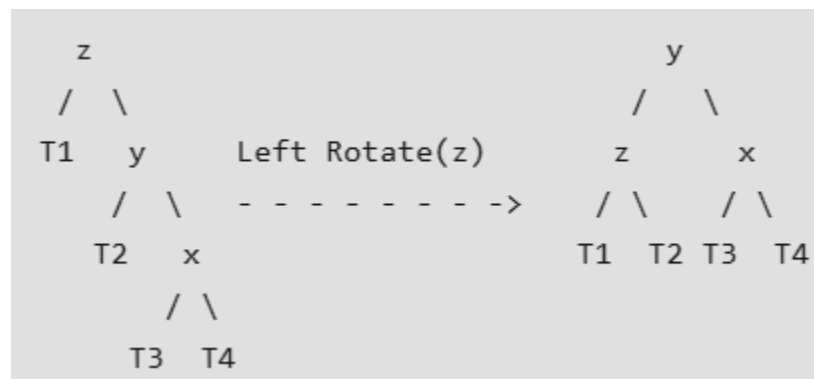 z y
/ \ / \
T1 y Left Rotate(z) z x
/ \ - - - - - - - -> / \ / \
T2 x T1 T2 T3 T4
/ \
T3 T4